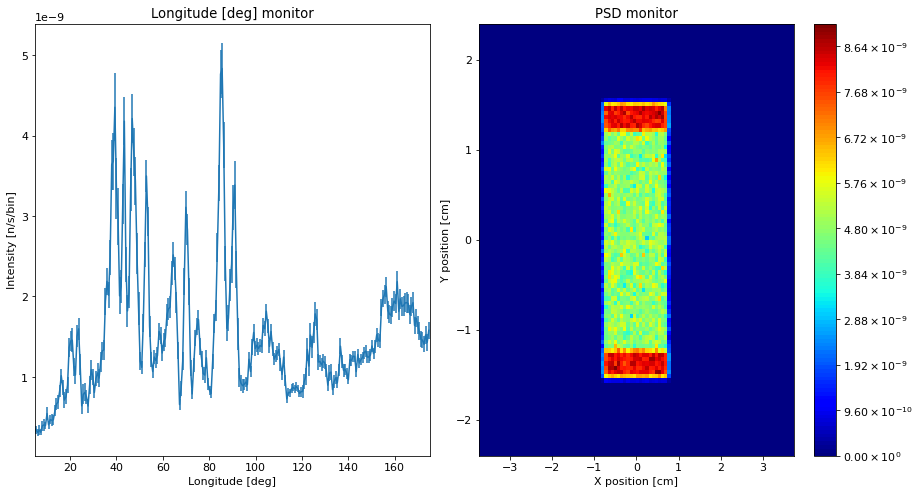 Longitude [deg] monitor
1e−9
Intensity [n/s/bin]
5
4
3
2
1
20 40 60 80 100 120 140 160
Longitude [deg]
PSD monitor
Y position [cm]
2
1
0
−1
−2
−3 −2 −1 0 1 2 3
X position [cm]
8.64 × 10⁻⁹
7.68 × 10⁻⁹
6.72 × 10⁻⁹
5.76 × 10⁻⁹
4.80 × 10⁻⁹
3.84 × 10⁻⁹
2.88 × 10⁻⁹
1.92 × 10⁻⁹
9.60 × 10⁻¹⁰
0.00 × 10⁰